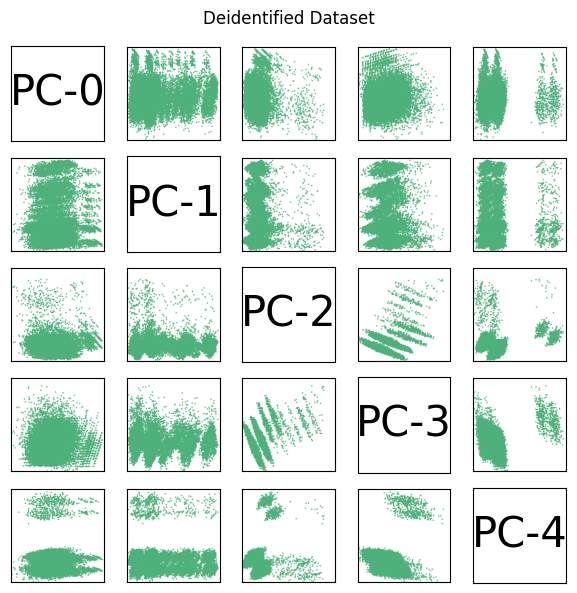 Deidentified Dataset
PC-0
PC-1
PC-2
PC-3
PC-4